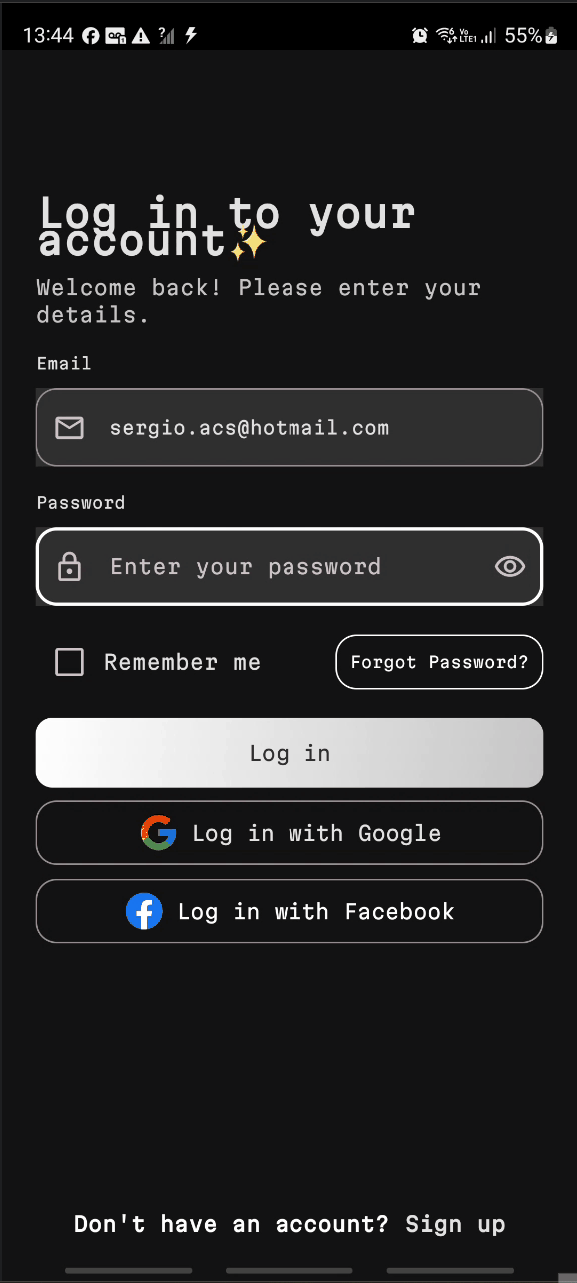 13:44 55%
Log in to your
account✨
Welcome back! Please enter your
details.
Email
sergio.acs@hotmail.com
Password
Enter your password
Remember me Forgot Password?
Log in
Log in with Google
Log in with Facebook
Don't have an account? Sign up